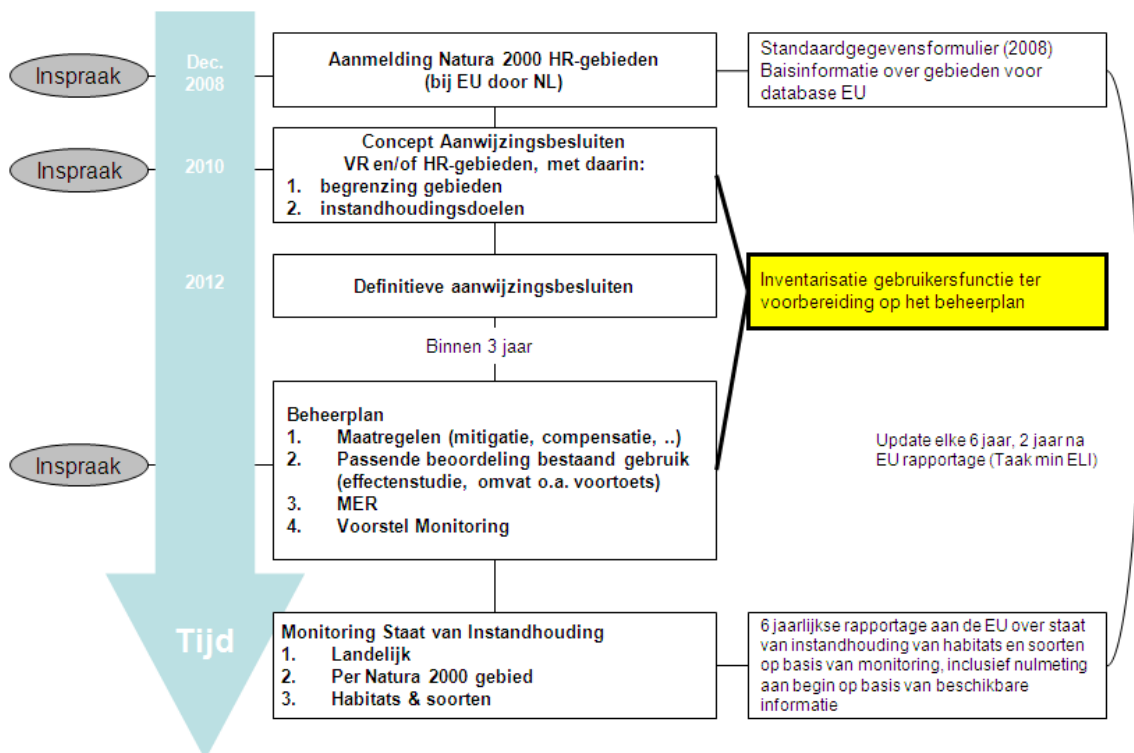 Inspraak
Dec.
2008
Aanmelding Natura 2000 HR-gebieden
(bij EU door NL)
Standaardgegevensformulier (2008)
Baisinformatie over gebieden voor
database EU
Inspraak
2010
Concept Aanwijzingsbesluiten
VR en/of HR-gebieden, met daarin:
1. begrenzing gebieden
2. instandhoudingsdoelen
2012
Definitieve aanwijzingsbesluiten
Inventarisatie gebruikersfunctie ter
voorbereiding op het beheerplan
Binnen 3 jaar
Inspraak
Beheerplan
1. Maatregelen (mitigatie, compensatie, ..)
2. Passende beoordeling bestaand gebruik
(effectenstudie, omvat o.a. voortoets)
3. MER
4. Voorstel Monitoring
Update elke 6 jaar, 2 jaar na
EU rapportage (Taak min ELI)
Tijd
Monitoring Staat van Instandhouding
1. Landelijk
2. Per Natura 2000 gebied
3. Habitats & soorten
6 jaarlijkse rapportage aan de EU over staat
van instandhouding van habitats en soorten
op basis van monitoring, inclusief nulmeting
aan begin op basis van beschikbare
informatie